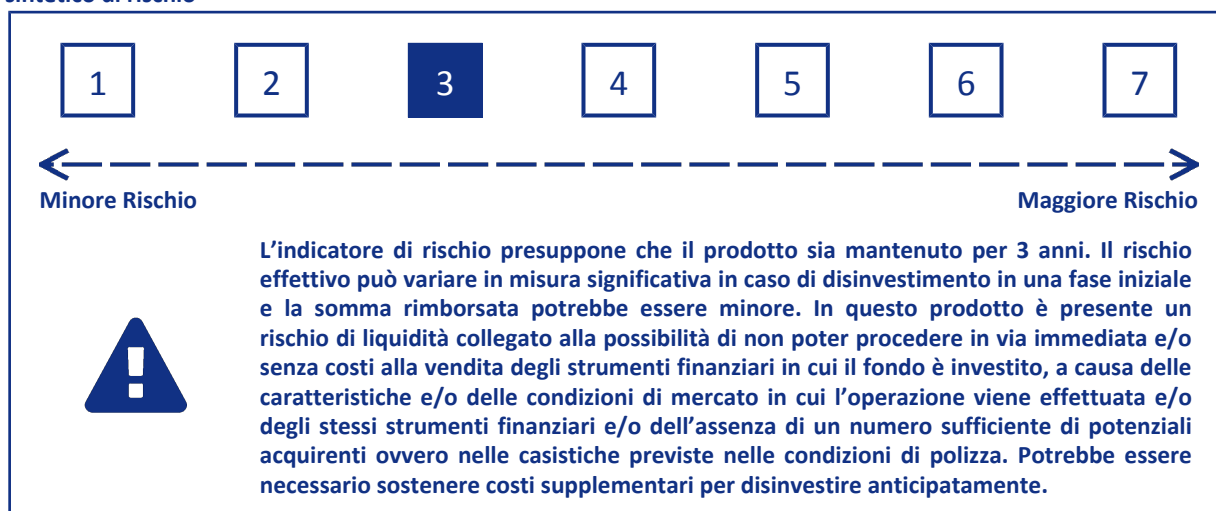 sintetico di rischio
1 2 3 4 5 6 7
Minore Rischio Maggiore Rischio
L’indicatore di rischio presuppone che il prodotto sia mantenuto per 3 anni. Il rischio
effettivo può variare in misura significativa in caso di disinvestimento in una fase iniziale
e la somma rimborsata potrebbe essere minore. In questo prodotto è presente un
rischio di liquidità collegato alla possibilità di non poter procedere in via immediata e/o
senza costi alla vendita degli strumenti finanziari in cui il fondo è investito, a causa delle
caratteristiche e/o delle condizioni di mercato in cui l’operazione viene effettuata e/o
degli stessi strumenti finanziari e/o dell’assenza di un numero sufficiente di potenziali
acquirenti ovvero nelle casistiche previste nelle condizioni di polizza. Potrebbe essere
necessario sostenere costi supplementari per disinvestire anticipatamente.